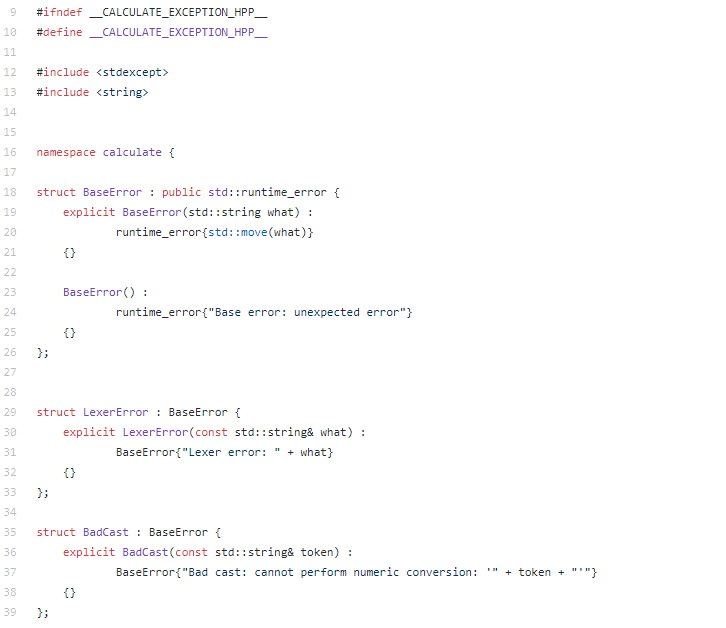 9 #ifndef __CALCULATE_EXCEPTION_HPP__
10 #define __CALCULATE_EXCEPTION_HPP__
11
12 #include <stdexcept>
13 #include <string>
14
15
16 namespace calculate {
17
18 struct BaseError : public std::runtime_error {
19     explicit BaseError(std::string what) :
20             runtime_error{std::move(what)}
21     {}
22
23     BaseError() :
24             runtime_error{"Base error: unexpected error"}
25     {}
26 };
27
28
29 struct LexerError : BaseError {
30     explicit LexerError(const std::string& what) :
31             BaseError{"Lexer error: " + what}
32     {}
33 };
34
35 struct BadCast : BaseError {
36     explicit BadCast(const std::string& token) :
37             BaseError{"Bad cast: cannot perform numeric conversion: '" + token + "'"}
38     {}
39 };